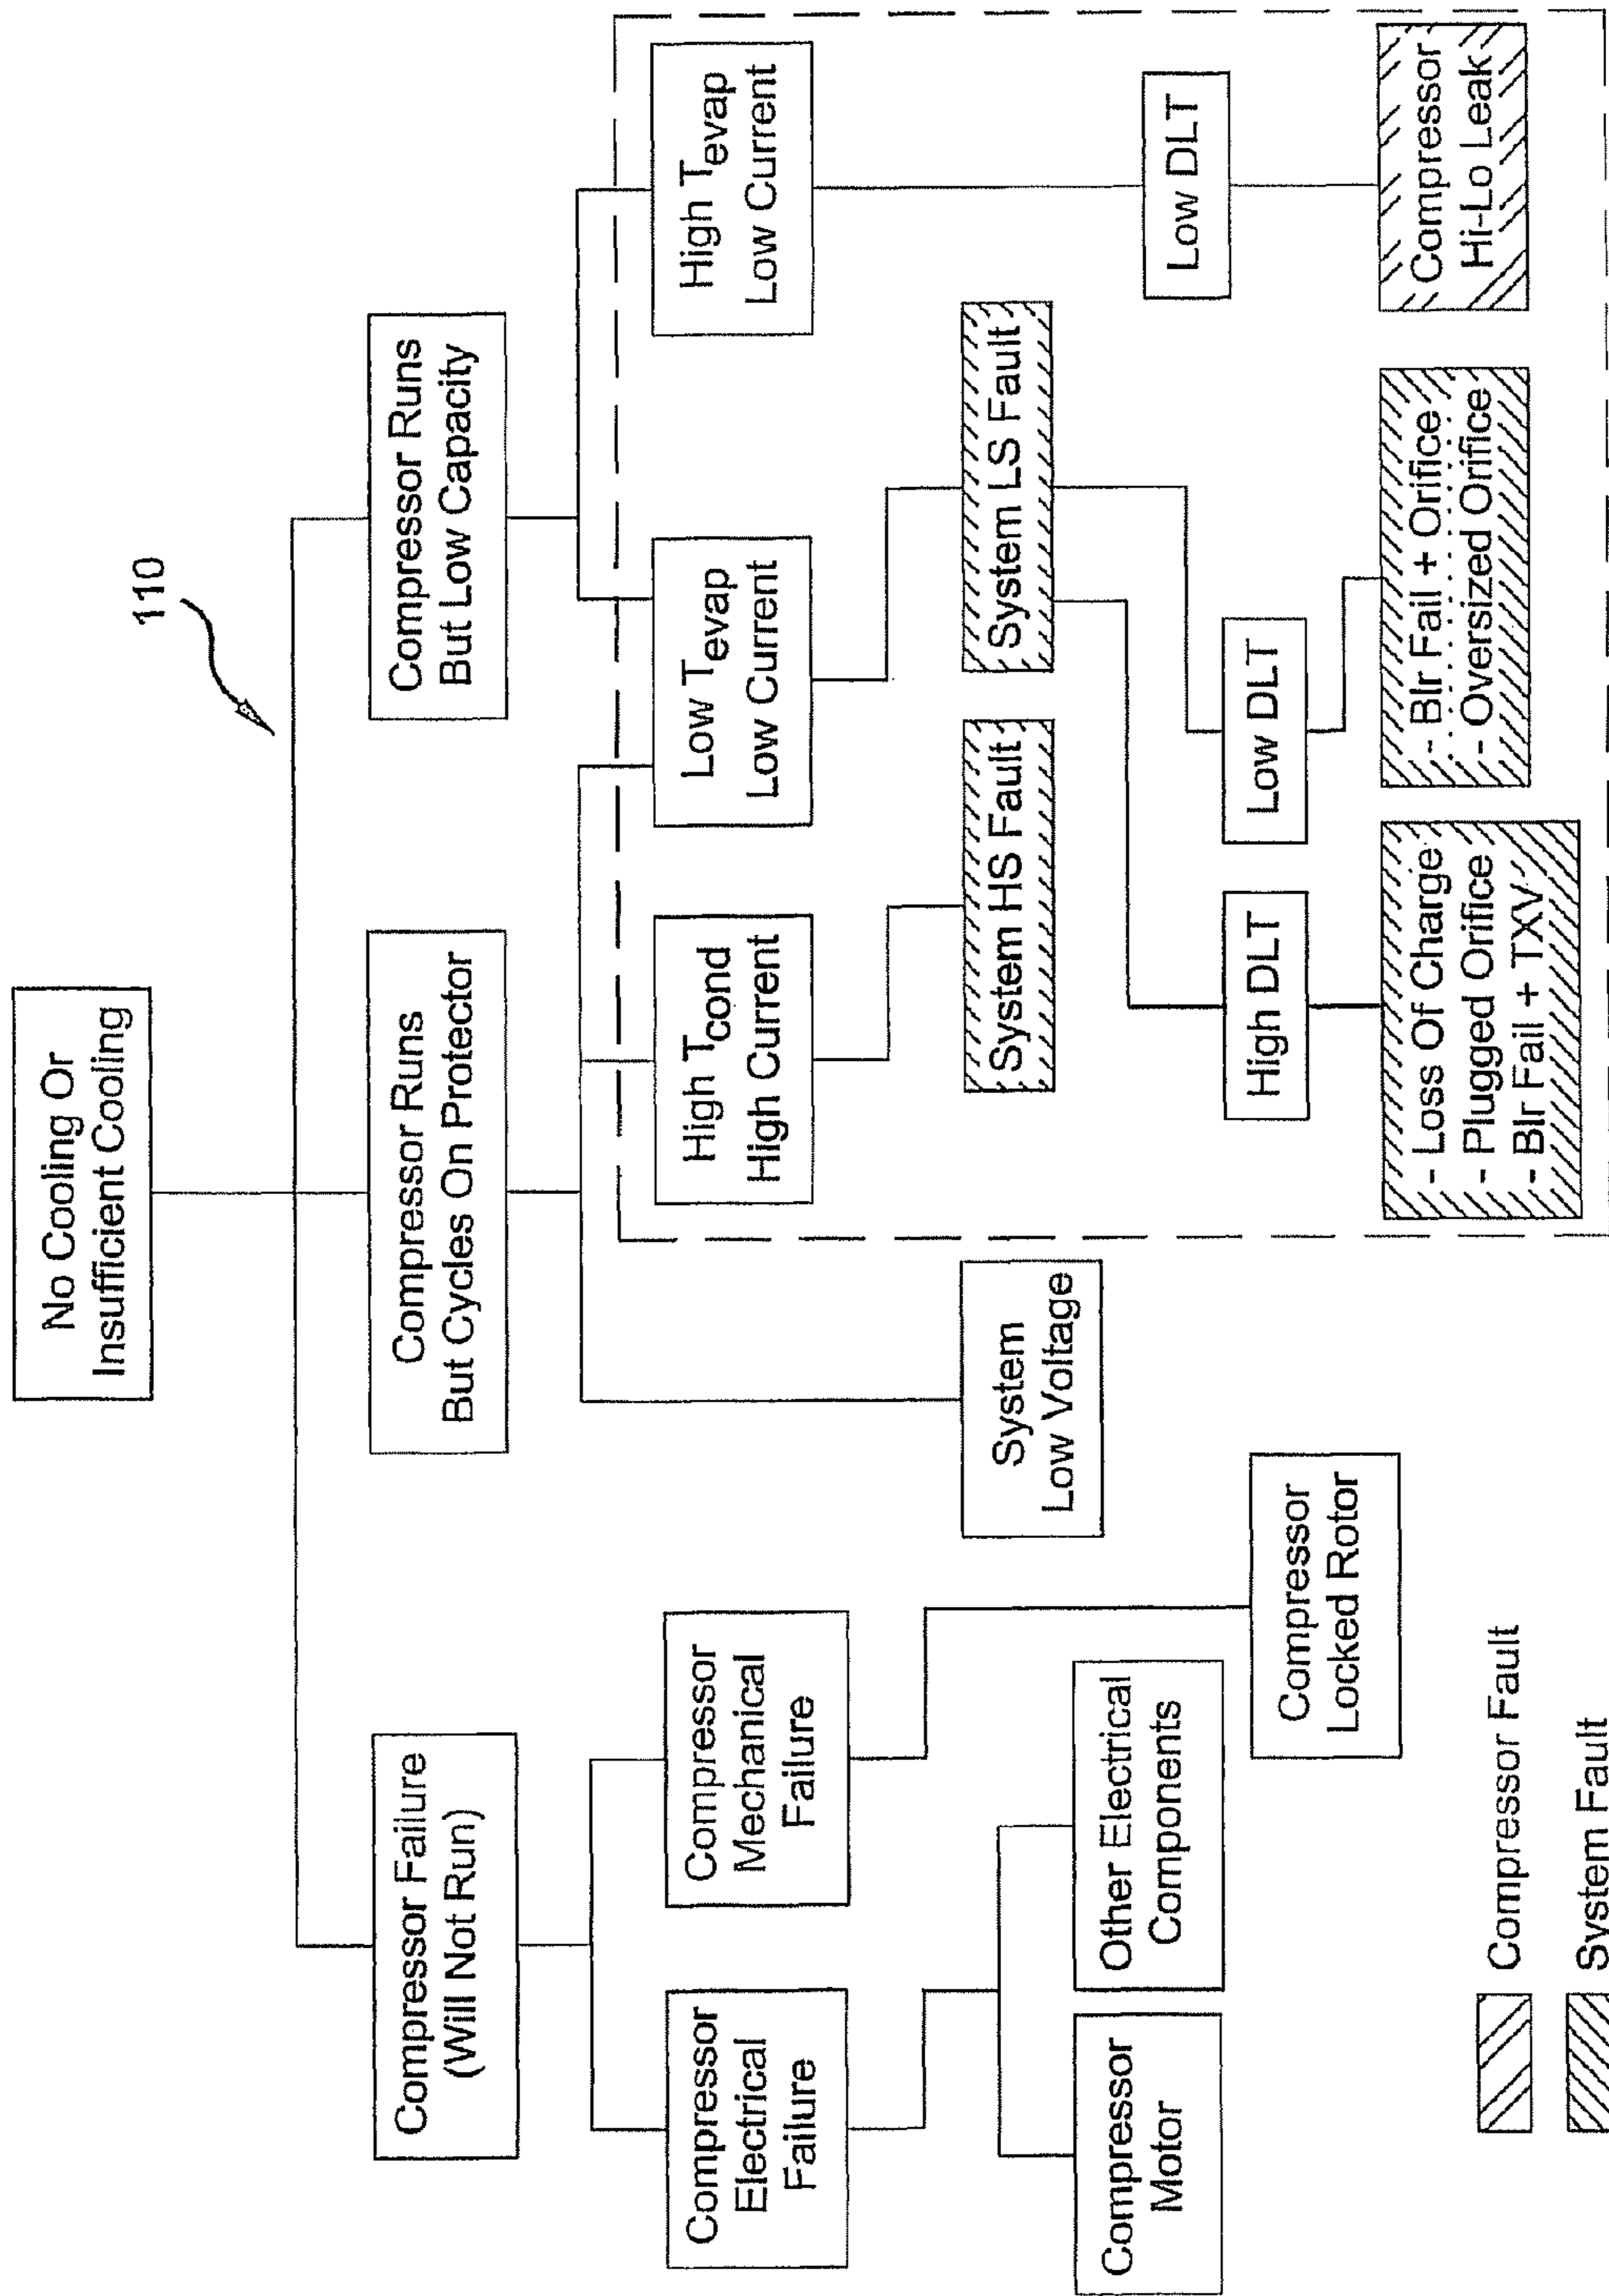 110
No Cooling Or
Insufficient Cooling
Compressor Failure
(Will Not Run)
Compressor Runs
But Cycles On Protector
Compressor Runs
But Low Capacity
Compressor
Electrical
Failure
Compressor
Mechanical
Failure
High Tcond
High Current
Low Tevap
Low Current
High Tevap
Low Current
System
Low Voltage
System HS Fault
System LS Fault
Compressor
Motor
Other Electrical
Components
Compressor
Locked Rotor
High DLT
Low DLT
Low DLT
- Loss Of Charge
- Plugged Orifice
- Blr Fail + TXV
- Blr Fail + Orifice
- Oversized Orifice
Compressor
Hi-Lo Leak
Compressor Fault
System Fault